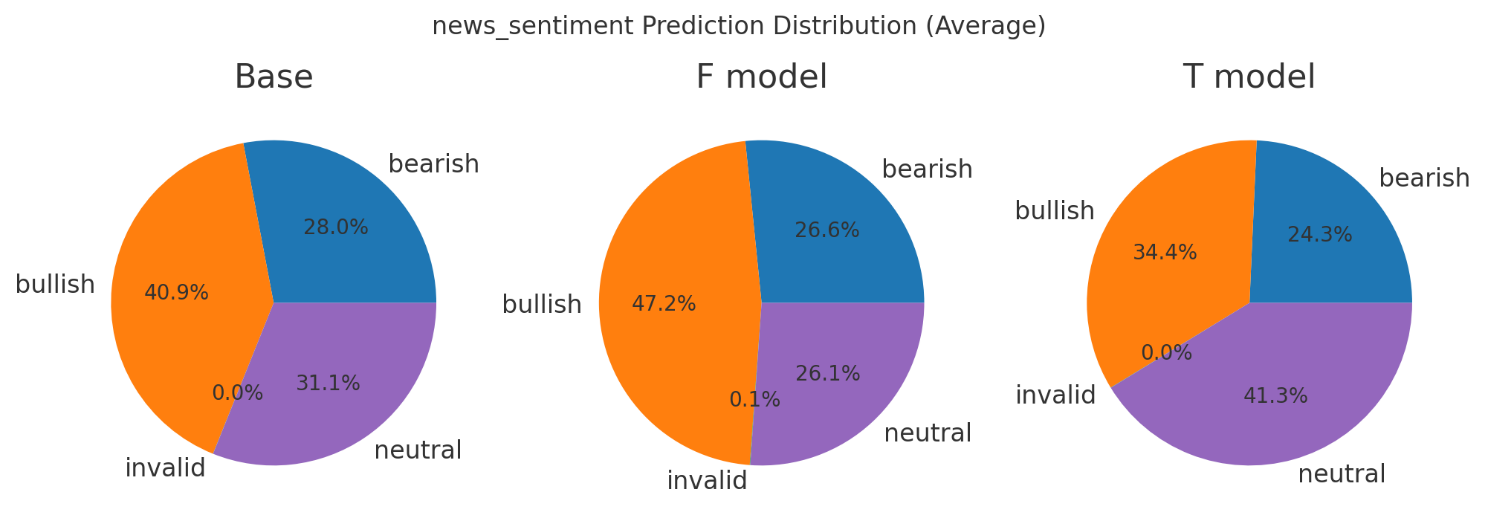 news_sentiment Prediction Distribution (Average)
Base
bearish
28.0%
bullish
40.9%
0.0%
invalid
31.1%
neutral
F model
bearish
26.6%
bullish
47.2%
0.1%
invalid
26.1%
neutral
T model
bearish
24.3%
bullish
34.4%
0.0%
invalid
41.3%
neutral